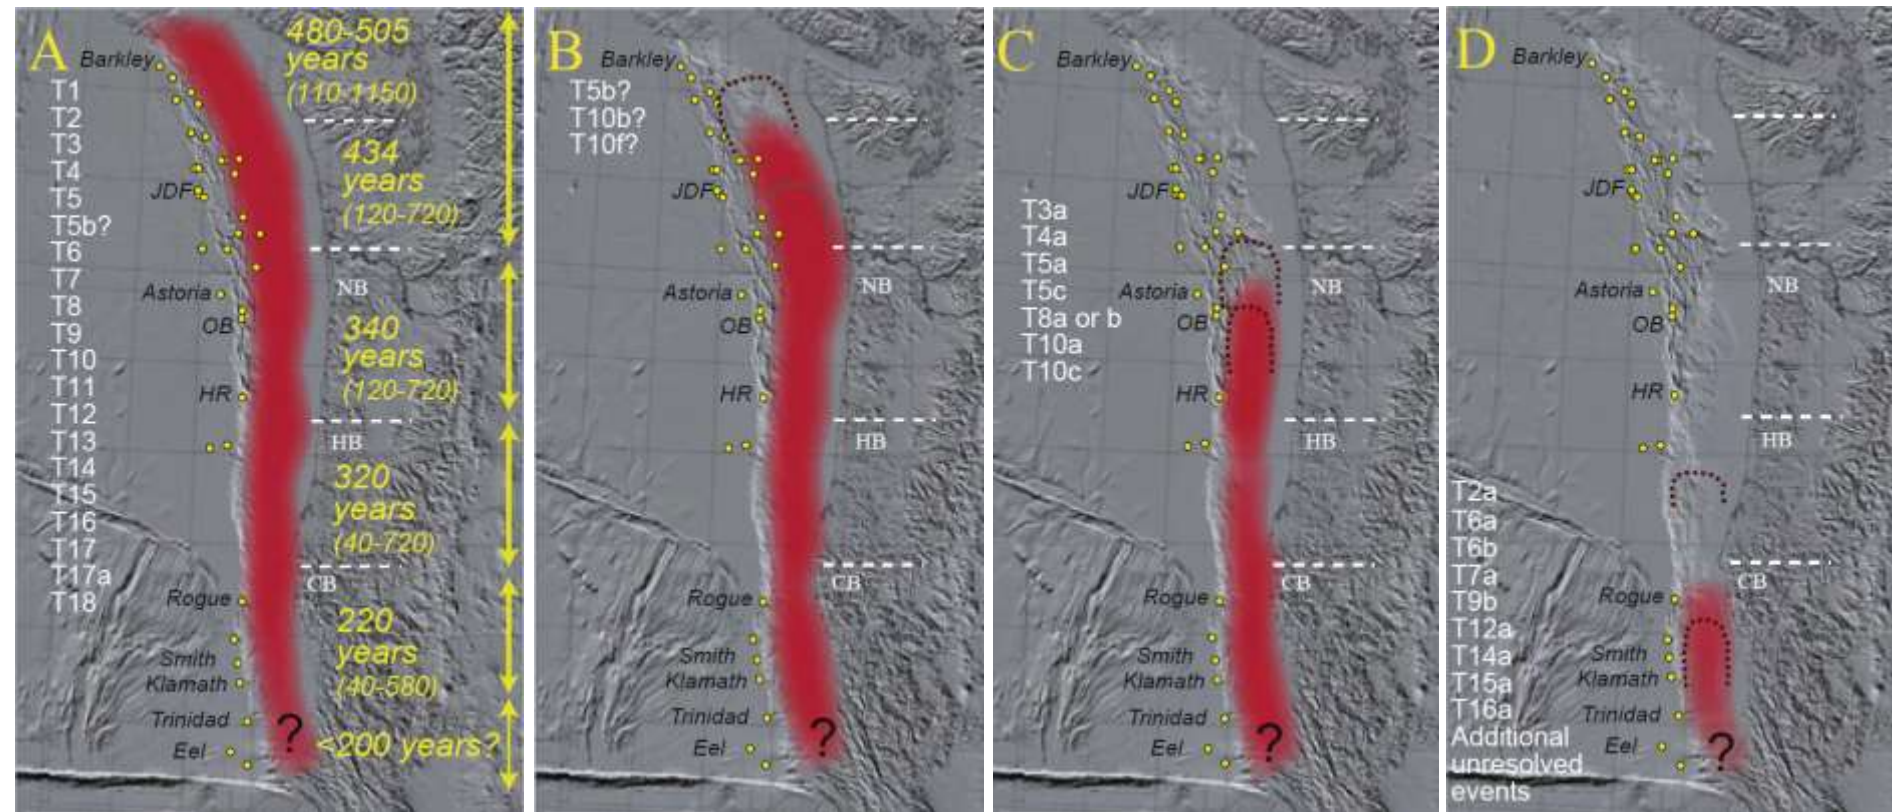 A
Barkley
T1
T2
T3
T4
T5
T5b?
T6
T7
T8
T9
T10
T11
T12
T13
T14
T15
T16
T17
T17a
T18
JDF
Astoria
OB
HR
Rogue
Smith
Klamath
Trinidad
Eel
480-505
years
(110-1150)
434
years
(120-720)
NB
340
years
(120-720)
HB
320
years
(40-720)
CB
220
years
(40-580)
?
<200 years?
B
Barkley
T5b?
T10b?
T10f?
JDF
Astoria
OB
HR
Rogue
Smith
Klamath
Trinidad
Eel
NB
HB
CB
?
C
Barkley
JDF
T3a
T4a
T5a
T5c
T8a or b
T10a
T10c
Astoria
OB
HR
Rogue
Smith
Klamath
Trinidad
Eel
NB
HB
CB
?
D
Barkley
JDF
Astoria
OB
HR
T2a
T6a
T6b
T7a
T9b
T12a
T14a
T15a
T16a
Additional
unresolved
events
Rogue
Smith
Klamath
Trinidad
Eel
NB
HB
CB
?